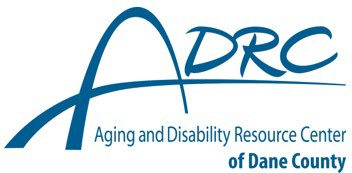 ADRC
Aging and Disability Resource Center
of Dane County